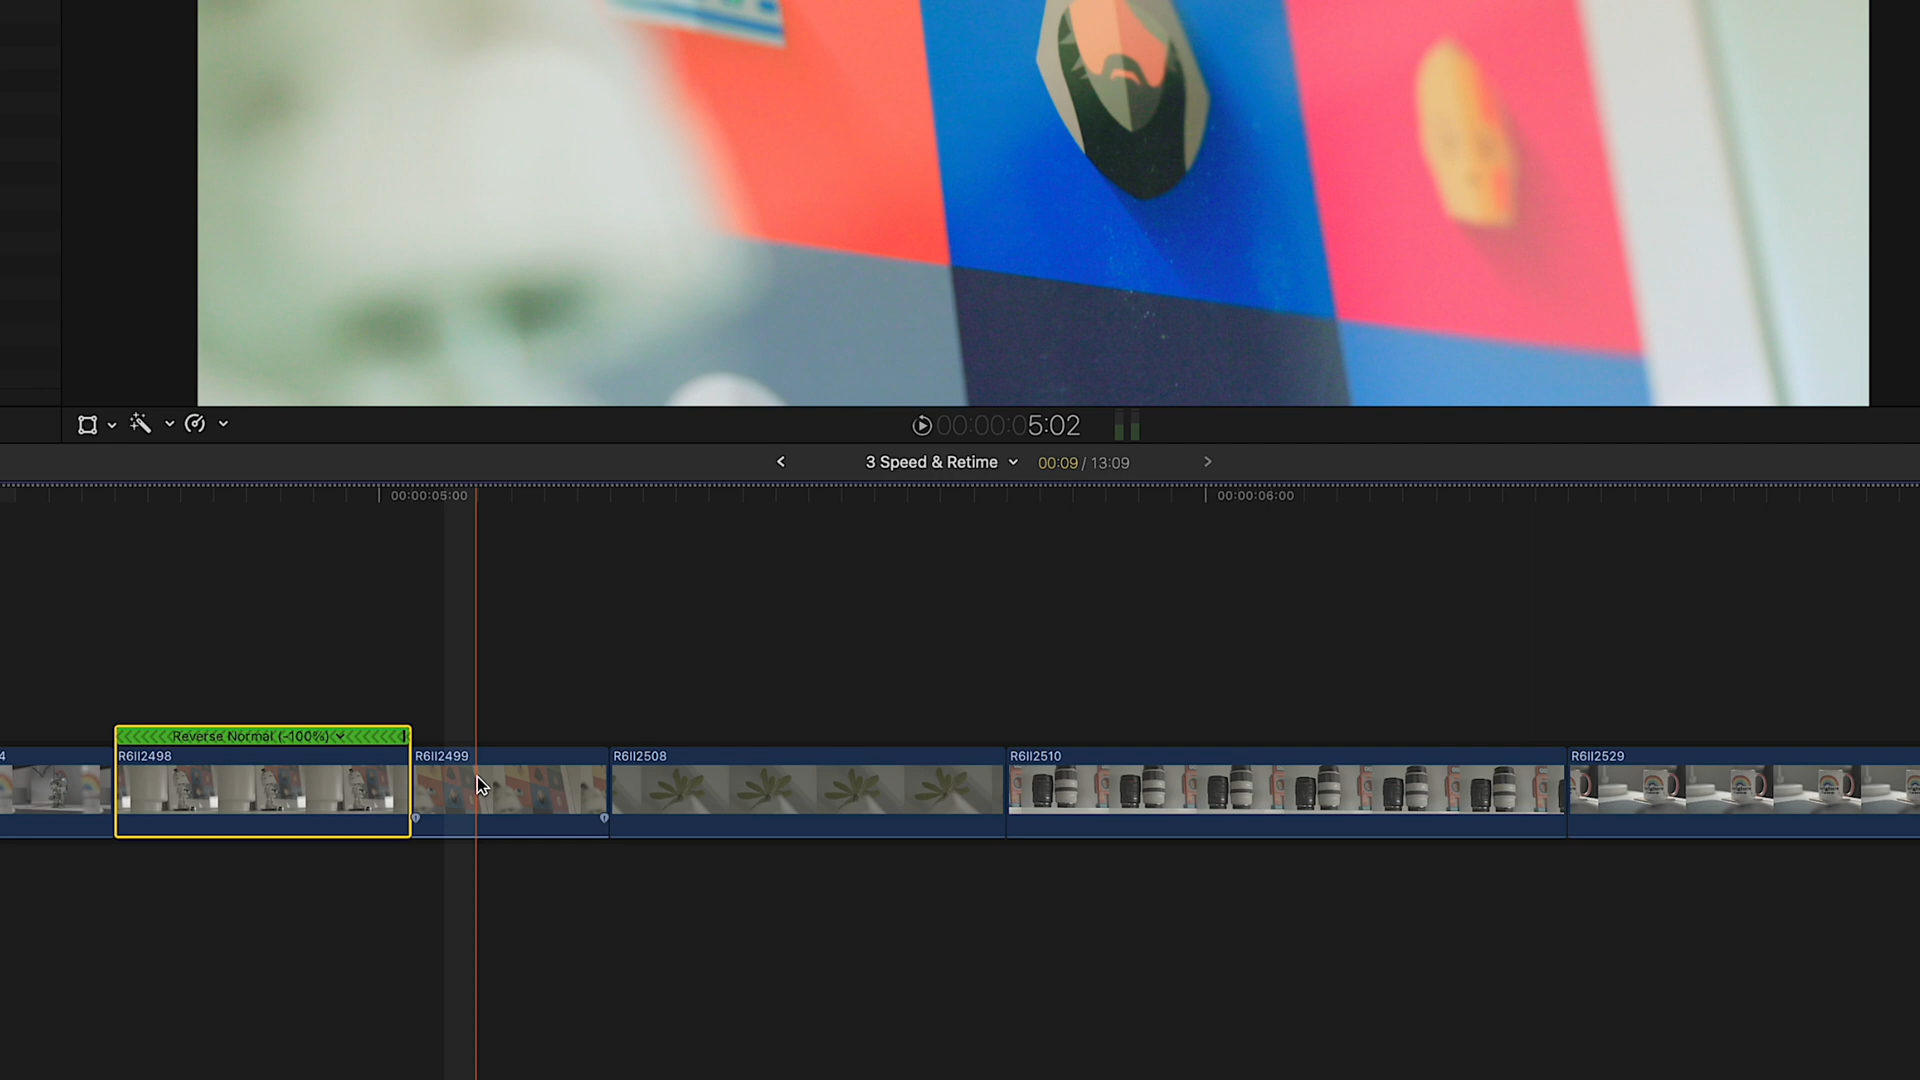 00:00:05:02
3 Speed & Retime 00:09 / 13:09
00:00:05:00 00:00:06:00
Reverse Normal (-100%)
4 R6II2498 R6II2499 R6II2508 R6II2510 R6II2529